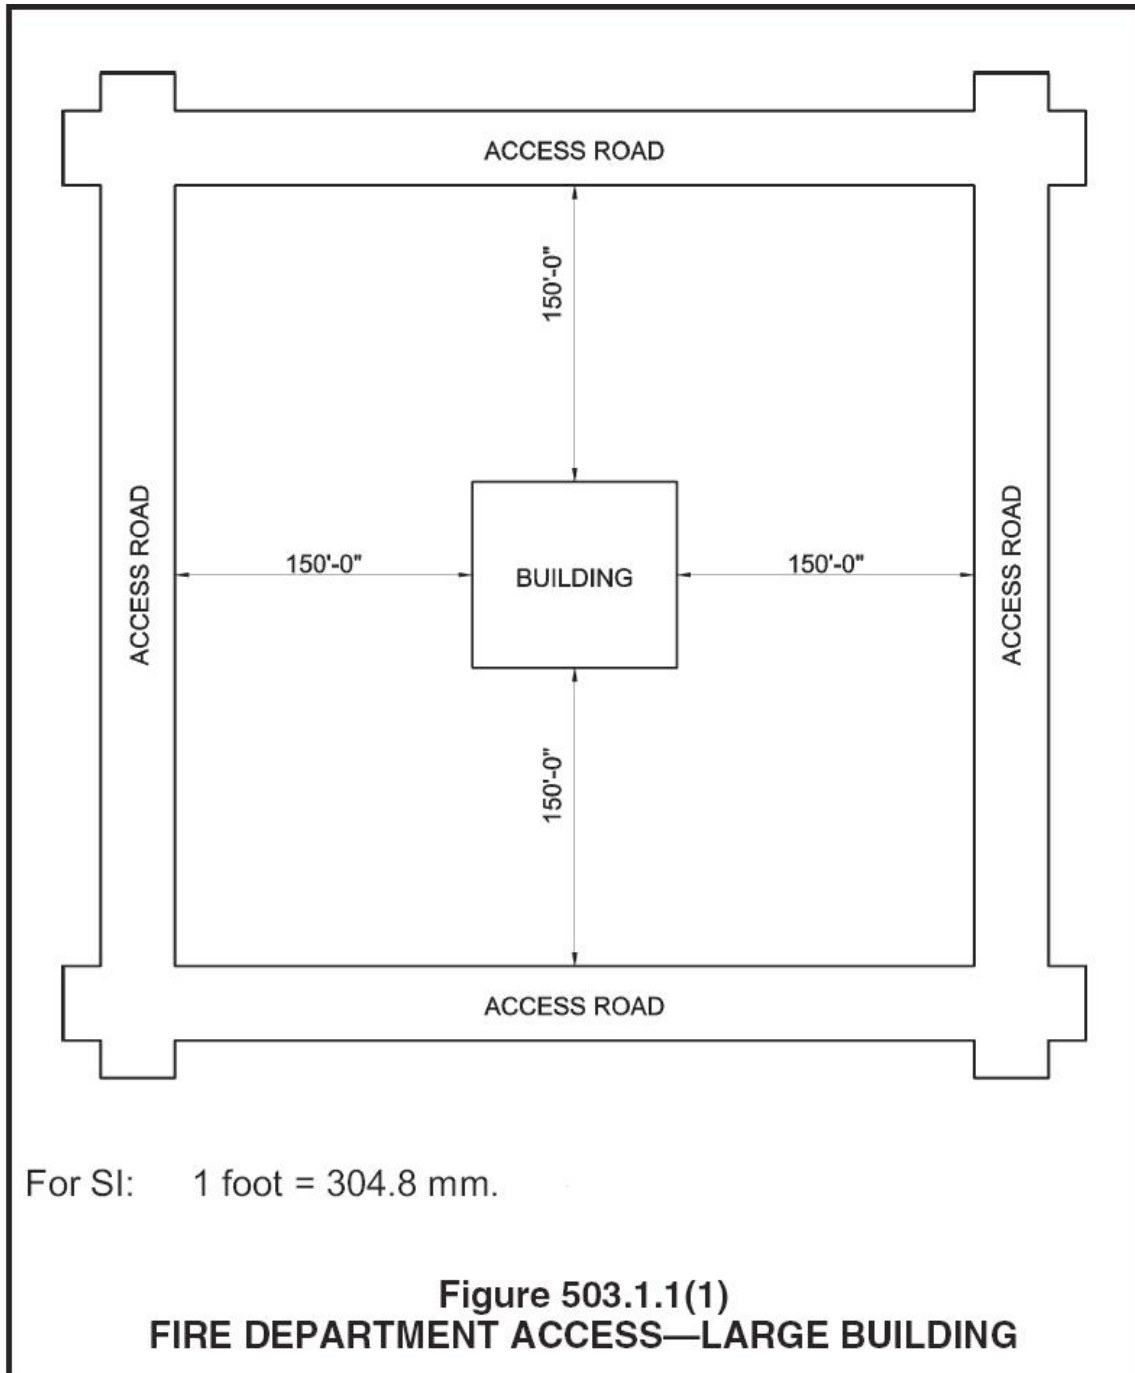 ACCESS ROAD
150'-0"
ACCESS ROAD
150'-0"
BUILDING
150'-0"
ACCESS ROAD
150'-0"
ACCESS ROAD
For SI: 1 foot = 304.8 mm.
Figure 503.1.1(1)
FIRE DEPARTMENT ACCESS—LARGE BUILDING